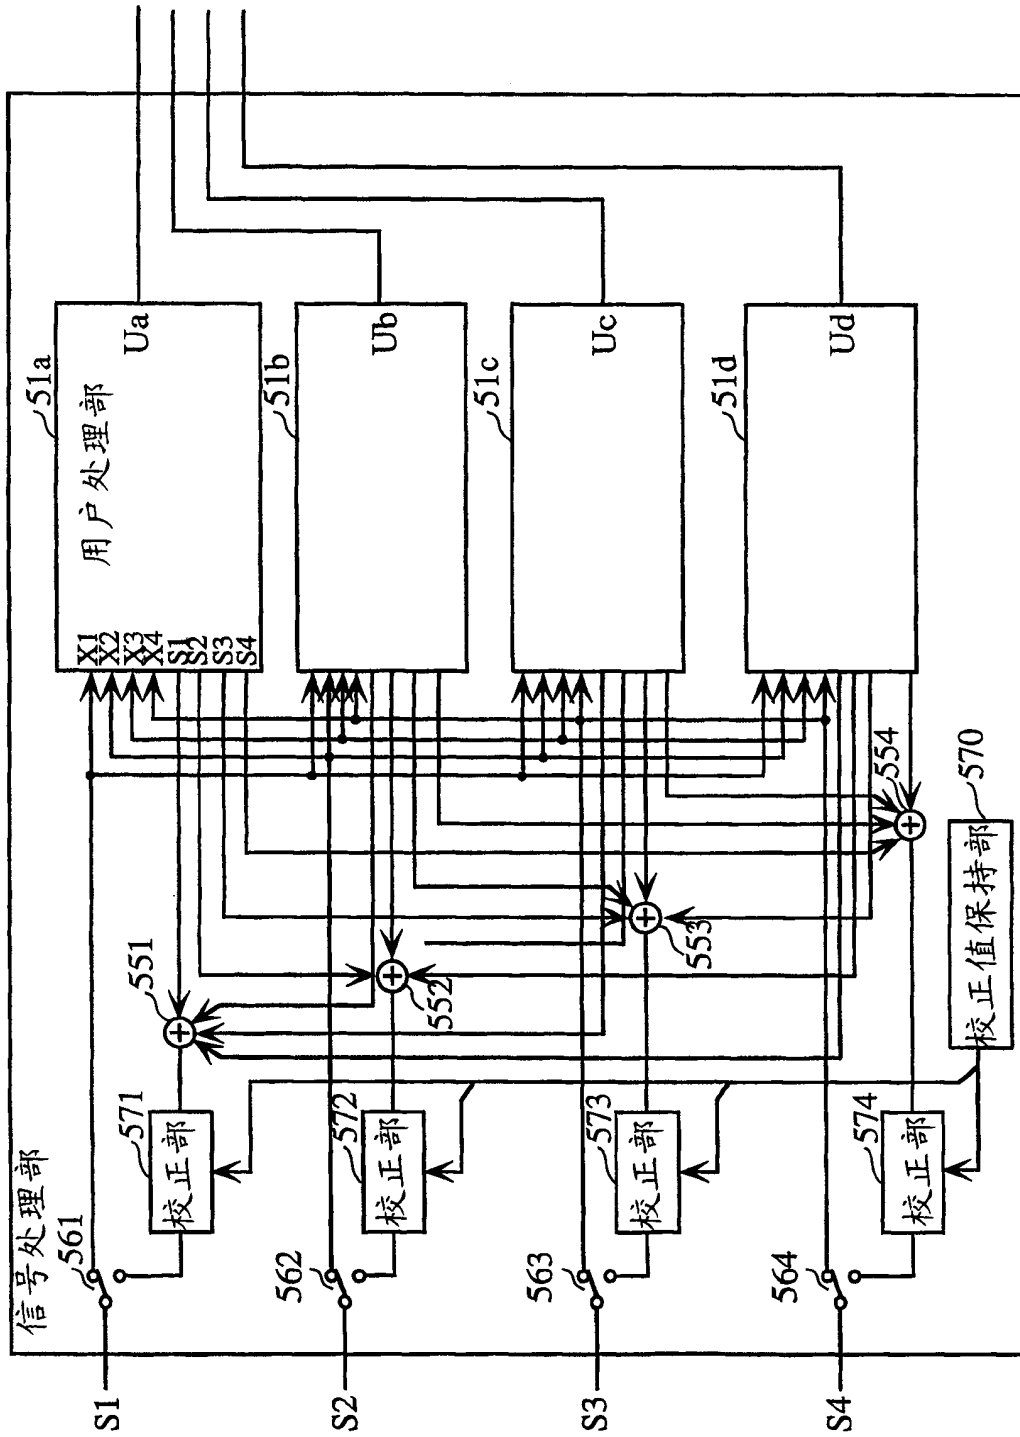 信号处理部
51a
用户处理部
Ua
X1
X2
X3
X4
S1
S2
S3
S4
51b
Ub
51c
Uc
51d
Ud
551
552
553
554
561
562
563
564
571
校正部
572
校正部
573
校正部
574
校正部
570
校正值保持部
S1
S2
S3
S4